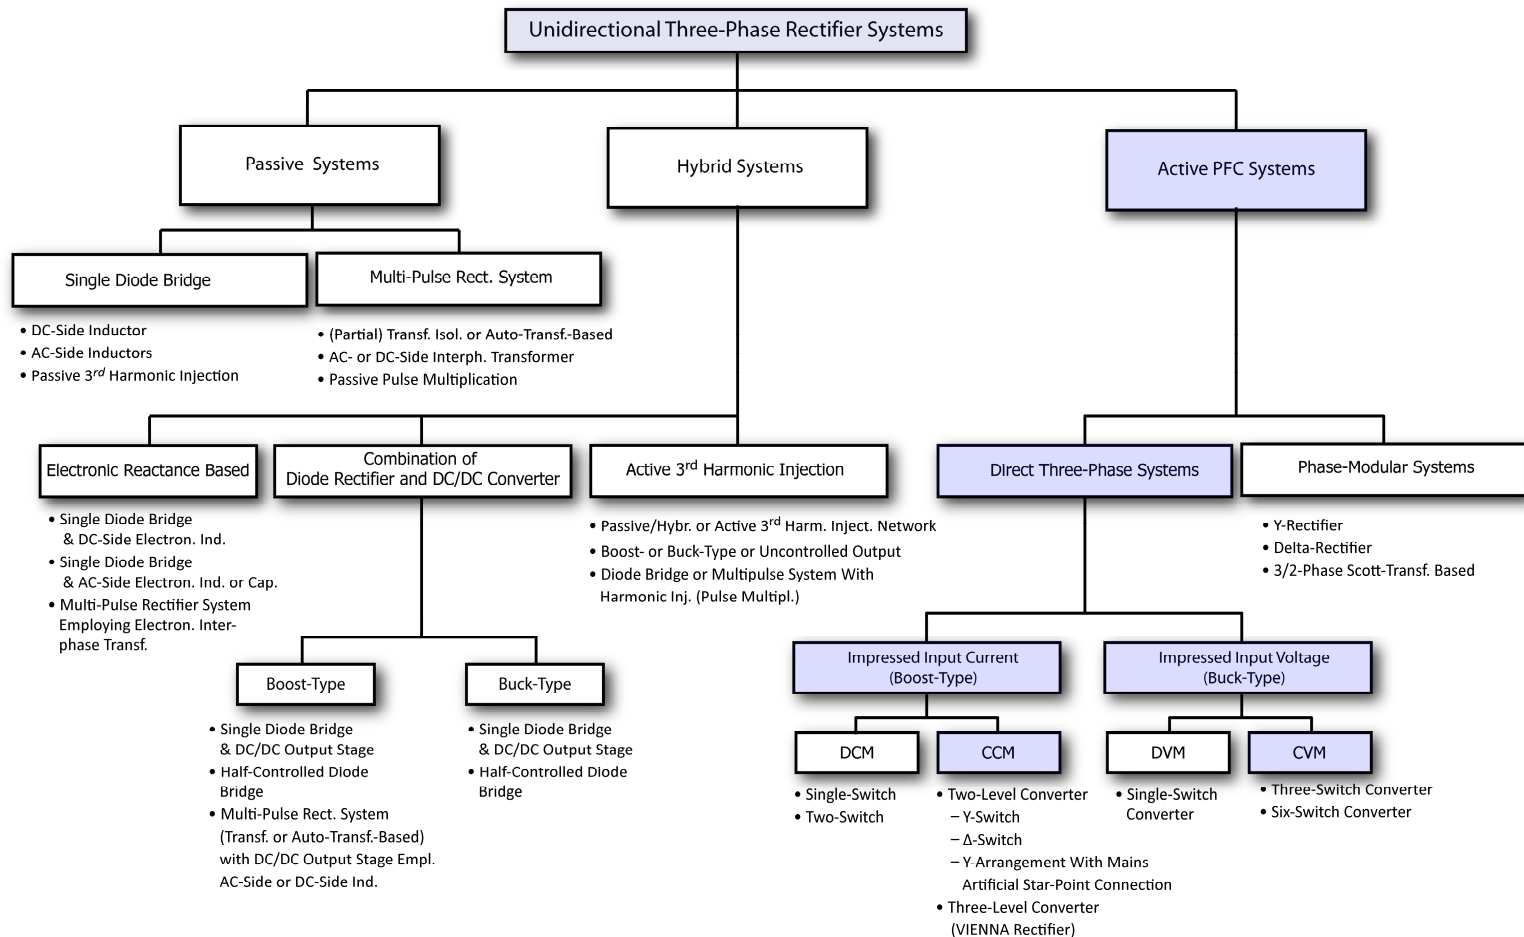 Unidirectional Three-Phase Rectifier Systems
Passive Systems
Hybrid Systems
Active PFC Systems
Single Diode Bridge
Multi-Pulse Rect. System
• DC-Side Inductor
• AC-Side Inductors
• Passive 3rd Harmonic Injection
• (Partial) Transf. Isol. or Auto-Transf.-Based
• AC- or DC-Side Interph. Transformer
• Passive Pulse Multiplication
Electronic Reactance Based
Combination of
Diode Rectifier and DC/DC Converter
Active 3rd Harmonic Injection
Direct Three-Phase Systems
Phase-Modular Systems
• Single Diode Bridge
& DC-Side Electron. Ind.
• Single Diode Bridge
& AC-Side Electron. Ind. or Cap.
• Multi-Pulse Rectifier System
Employing Electron. Inter-
phase Transf.
• Passive/Hybr. or Active 3rd Harm. Inject. Network
• Boost- or Buck-Type or Uncontrolled Output
• Diode Bridge or Multipulse System With
Harmonic Inj. (Pulse Multipl.)
• Y-Rectifier
• Delta-Rectifier
• 3/2-Phase Scott-Transf. Based
Boost-Type
Buck-Type
• Single Diode Bridge
& DC/DC Output Stage
• Half-Controlled Diode
Bridge
• Multi-Pulse Rect. System
(Transf. or Auto-Transf.-Based)
with DC/DC Output Stage Empl.
AC-Side or DC-Side Ind.
• Single Diode Bridge
& DC/DC Output Stage
• Half-Controlled Diode
Bridge
Impressed Input Current
(Boost-Type)
Impressed Input Voltage
(Buck-Type)
DCM
CCM
DVM
CVM
• Single-Switch
• Two-Switch
• Two-Level Converter
– Y-Switch
– Δ-Switch
– Y-Arrangement With Mains
Artificial Star-Point Connection
• Three-Level Converter
(VIENNA Rectifier)
• Single-Switch
Converter
• Three-Switch Converter
• Six-Switch Converter